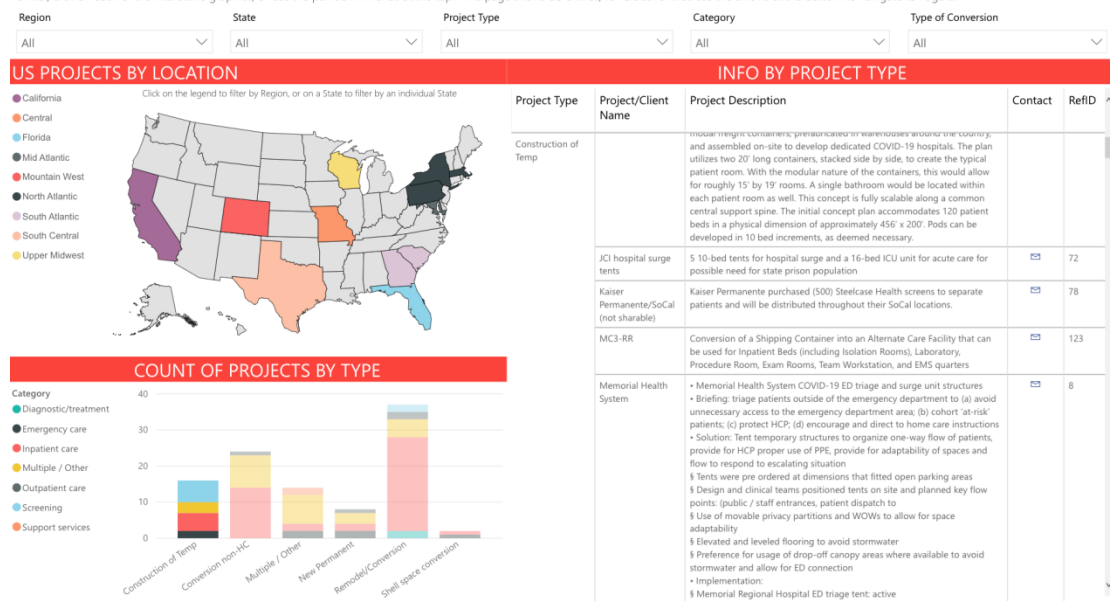 Region
State
Project Type
Category
Type of Conversion
All
All
All
All
All
US PROJECTS BY LOCATION
California
Central
Florida
Mid Atlantic
Mountain West
North Atlantic
South Atlantic
South Central
Upper Midwest
Click on the legend to filter by Region, or on a State to filter by an individual State
COUNT OF PROJECTS BY TYPE
Category
Diagnostic/treatment
Emergency care
Inpatient care
Multiple / Other
Outpatient care
Screening
Support services
40
30
20
10
0
Construction of Temp
Conversion non-HC
Multiple / Other
New Permanent
Remodel/Conversion
Shell space conversion
INFO BY PROJECT TYPE
Project Type
Project/Client
Name
Project Description
Contact
RefID
Construction of
Temp
modal freight containers, prefabricated in warehouses around the country,
and assembled on-site to develop dedicated COVID-19 hospitals. The plan
utilizes two 20' long containers, stacked side by side, to create the typical
patient room. With the modular nature of the containers, this would allow
for roughly 15' by 19' rooms. A single bathroom would be located within
each patient room as well. This concept is fully scalable along a common
central support spine. The initial concept plan accommodates 120 patient
beds in a physical dimension of approximately 456' x 200'. Pods can be
developed in 10 bed increments, as deemed necessary.
JCI hospital surge
tents
5 10-bed tents for hospital surge and a 16-bed ICU unit for acute care for
possible need for state prison population
72
Kaiser
Permanente/SoCal
(not sharable)
Kaiser Permanente purchased (500) Steelcase Health screens to separate
patients and will be distributed throughout their SoCal locations.
78
MC3-RR
Conversion of a Shipping Container into an Alternate Care Facility that can
be used for Inpatient Beds (including Isolation Rooms), Laboratory,
Procedure Room, Exam Rooms, Team Workstation, and EMS quarters
123
Memorial Health
System
• Memorial Health System COVID-19 ED triage and surge unit structures
• Briefing: triage patients outside of the emergency department to (a) avoid
unnecessary access to the emergency department area; (b) cohort 'at-risk'
patients; (c) protect HCP; (d) encourage and direct to home care instructions
• Solution: Tent temporary structures to organize one-way flow of patients,
provide for HCP proper use of PPE, provide for adaptability of spaces and
flow to respond to escalating situation
§ Tents were pre ordered at dimensions that fitted open parking areas
§ Design and clinical teams positioned tents on site and planned key flow
points: (public / staff entrances, patient dispatch to
§ Use of movable privacy partitions and WOWs to allow for space
adaptability
§ Elevated and leveled flooring to avoid stormwater
§ Preference for usage of drop-off canopy areas where available to avoid
stormwater and allow for ED connection
• Implementation:
§ Memorial Regional Hospital ED triage tent: active
8